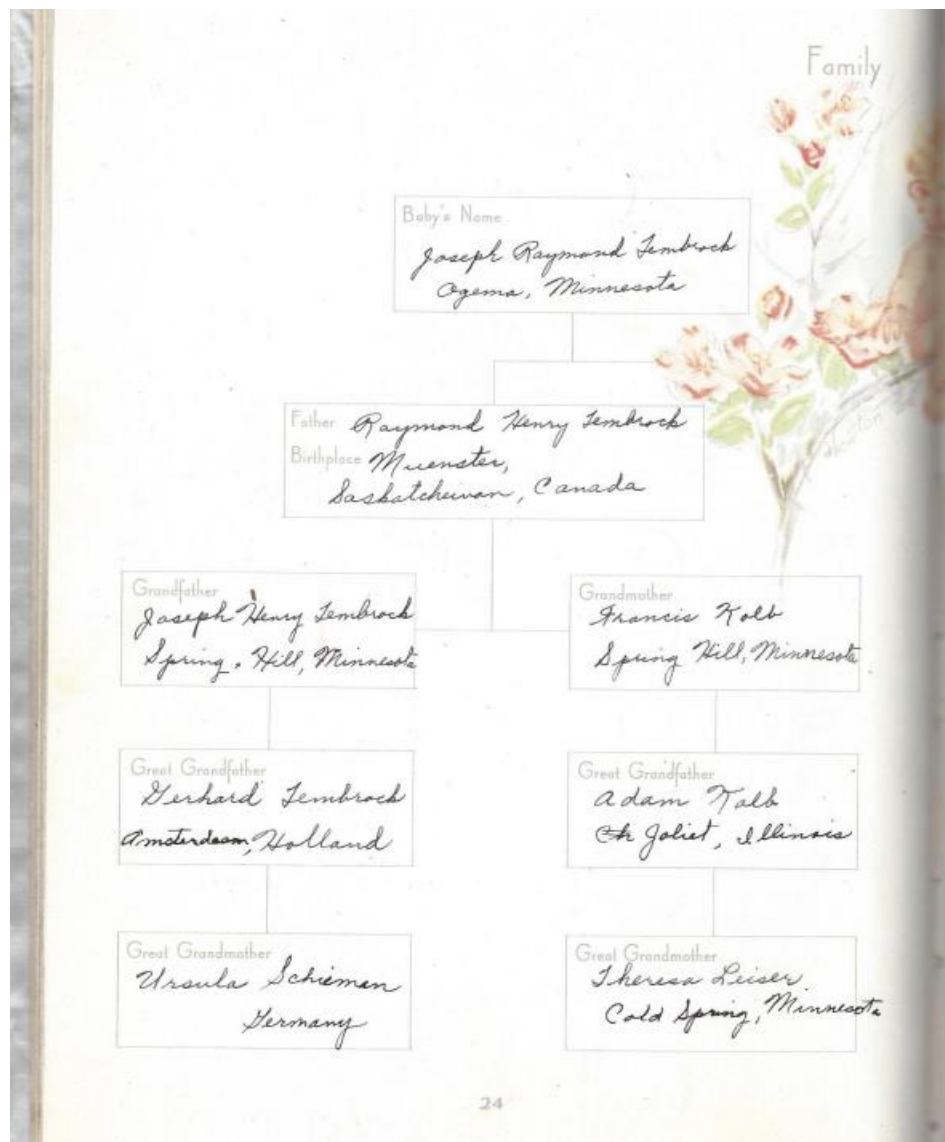 Family
Baby's Name
Joseph Raymond Tembrock
Ogema, Minnesota
Father Raymond Henry Tembrock
Birthplace Muenster,
Saskatchewan, Canada
Grandfather
Joseph Henry Tembrock
Spring Hill, Minnesota
Grandmother
Francis Kolb
Spring Hill, Minnesota
Great Grandfather
Gerhard Tembrock
Amsterdaam, Holland
Great Grandfather
Adam Kolb
Joliet, Illinois
Great Grandmother
Ursula Schieman
Germany
Great Grandmother
Theresa Leiser
Cold Spring, Minnesota
24